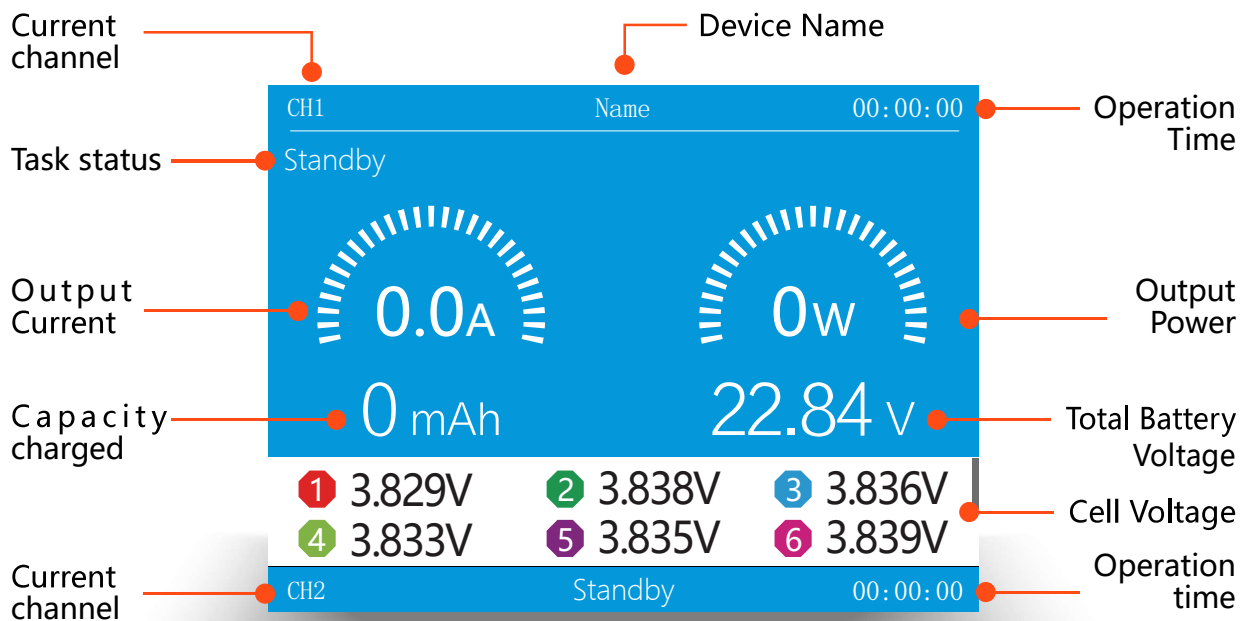 Current
channel
Device Name
CH1 Name 00:00:00
Operation
Time
Task status
Standby
Output
Current
0.0A
0W
Output
Power
Capacity
charged
0 mAh
22.84 V
Total Battery
Voltage
1 3.829V 2 3.838V 3 3.836V
4 3.833V 5 3.835V 6 3.839V
Cell Voltage
Current
channel
CH2 Standby 00:00:00
Operation
time